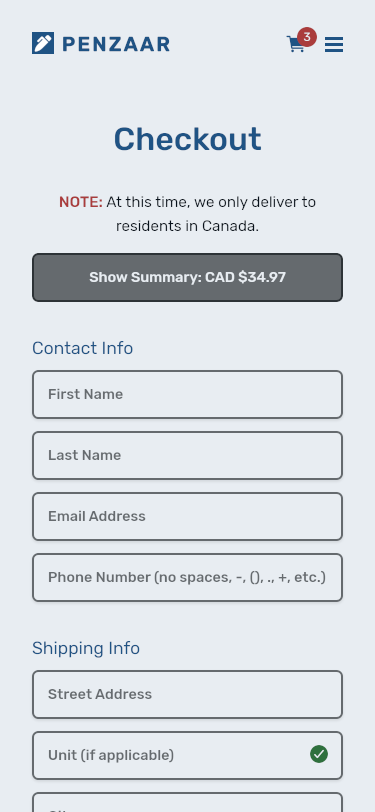 PENZAAR
3
Checkout
NOTE: At this time, we only deliver to
residents in Canada.
Show Summary: CAD $34.97
Contact Info
First Name
Last Name
Email Address
Phone Number (no spaces, -, (), ., +, etc.)
Shipping Info
Street Address
Unit (if applicable)